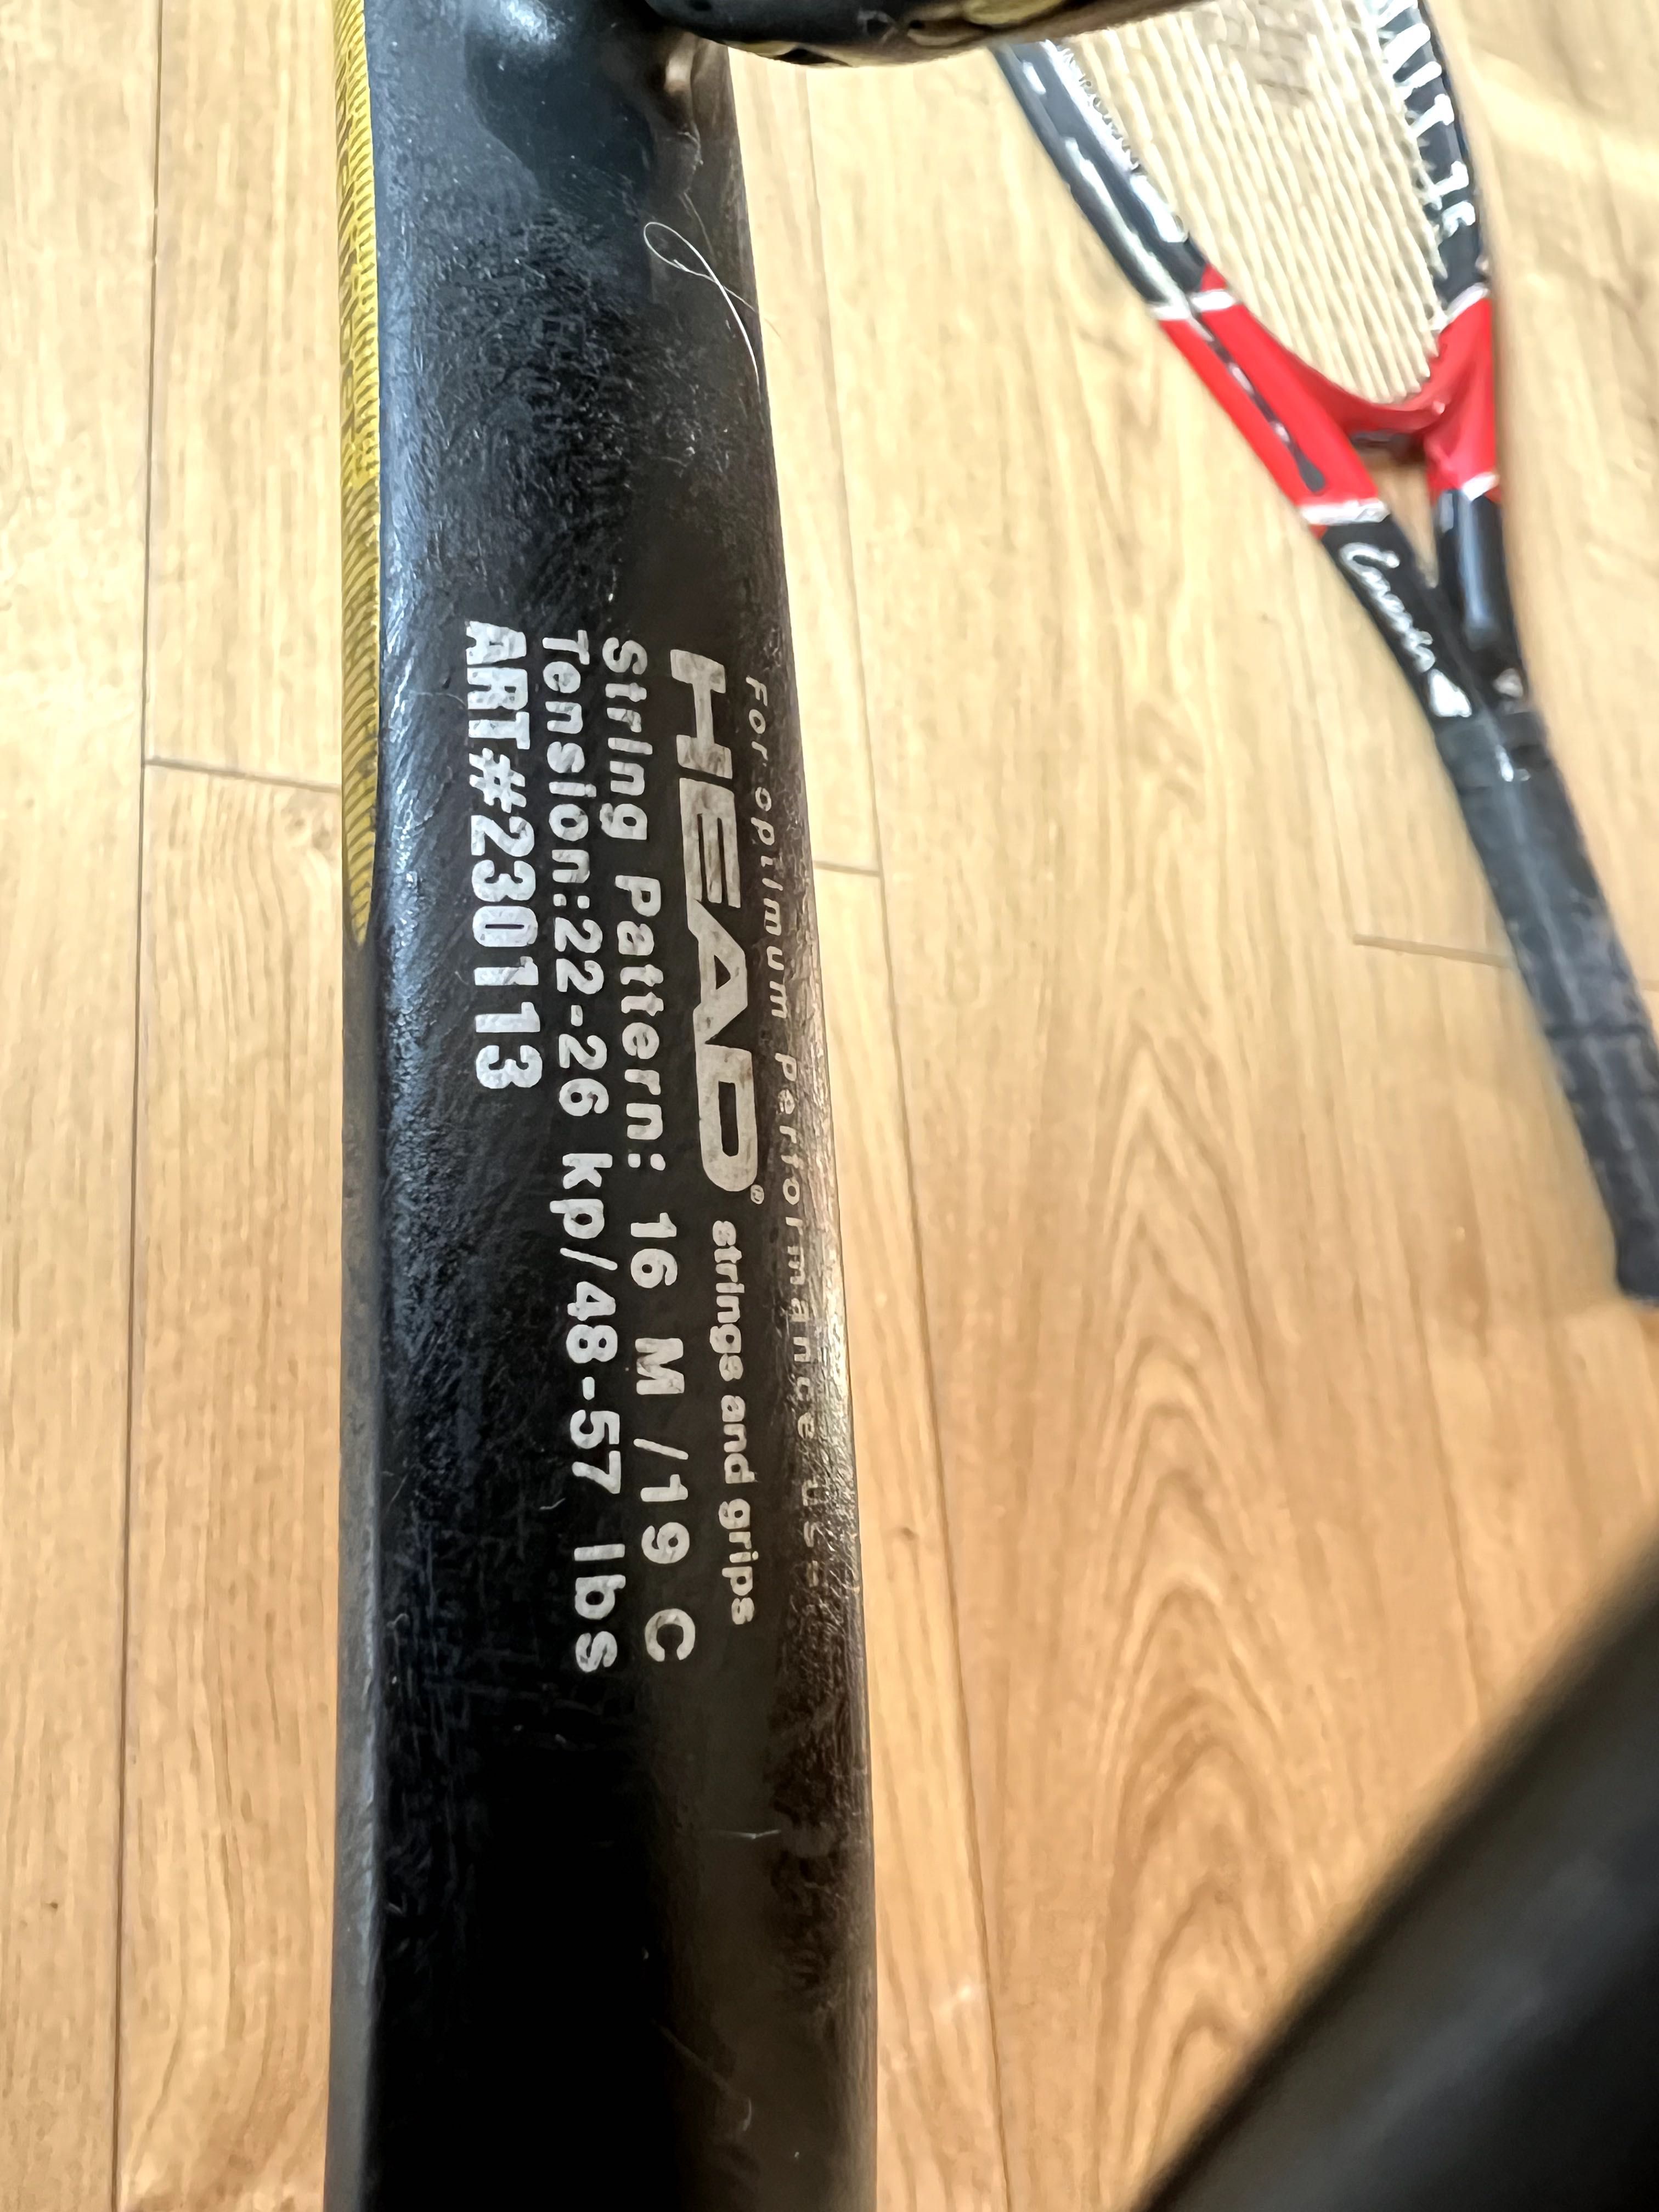 For optimum performance use
HEAD® strings and grips
String Pattern: 16 M /19 C
Tension:22-26 kp/48-57 lbs
ART#230113